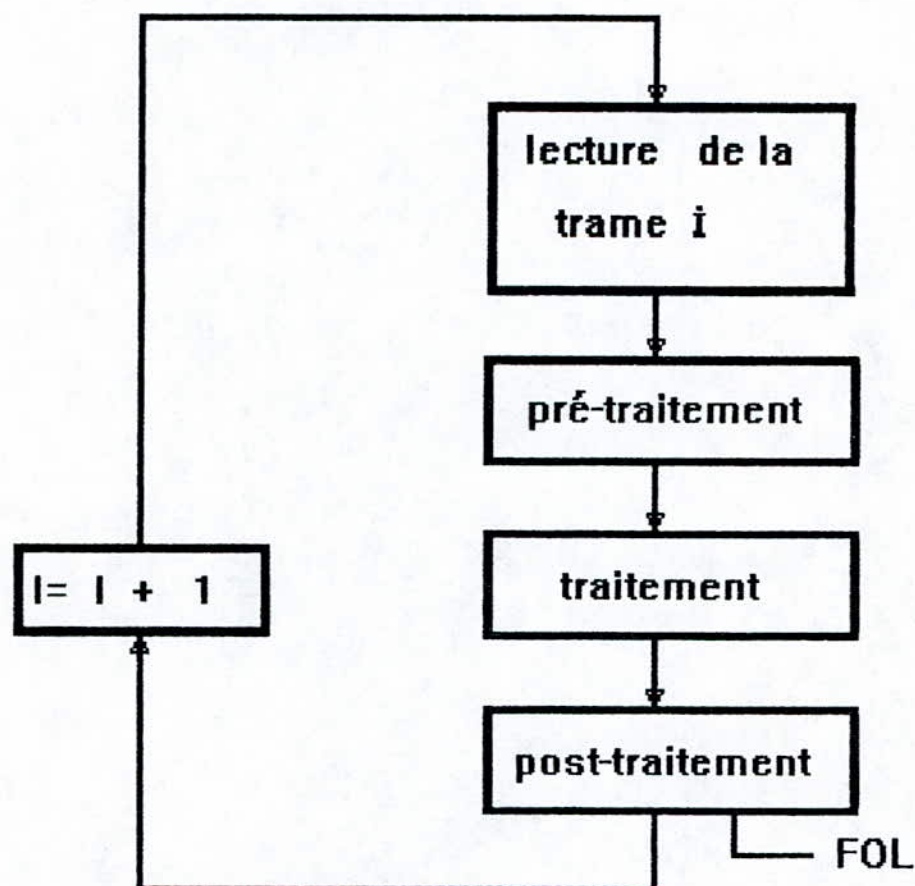 lecture de la
trame i
pré-traitement
I= I + 1
traitement
post-traitement
FOL